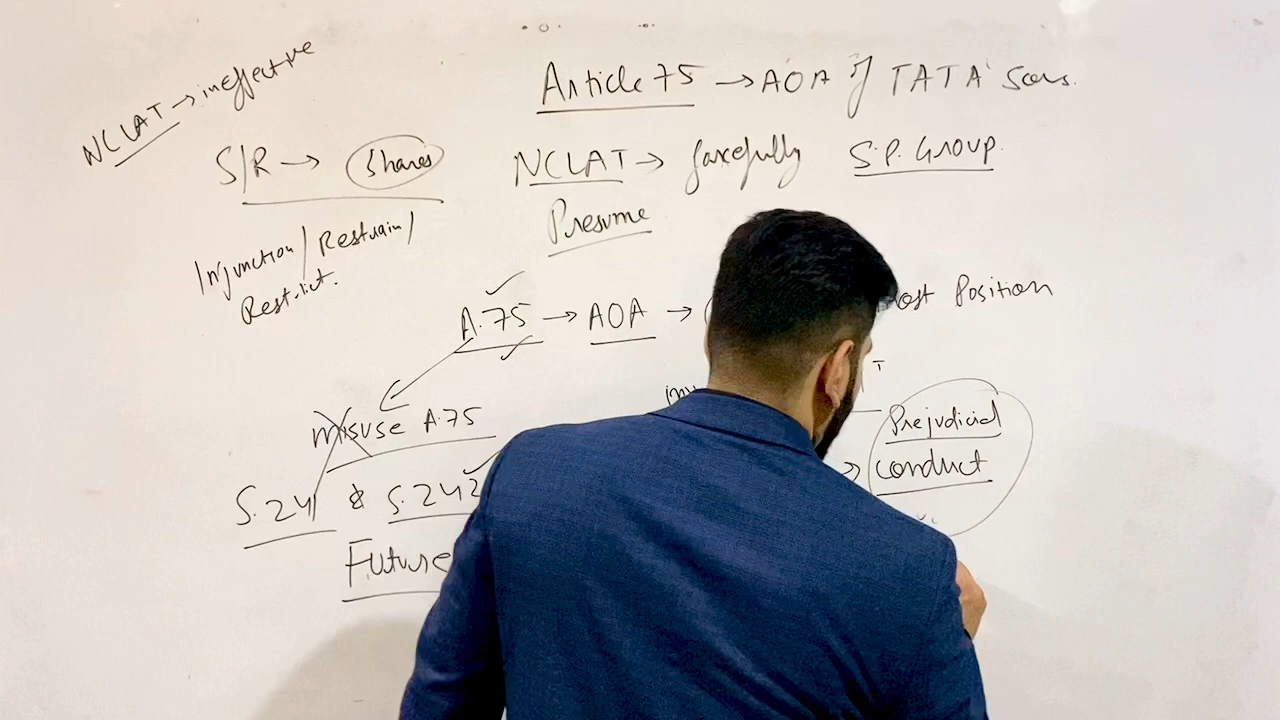 NCLAT → ineffective
Article 75 → AOA of TATA Sons.
S/R → Shares
NCLAT → forcefully S.P. GROUP.
Presume
Injunction / Restrain /
Restrict.
A.75 → AOA → Position
misuse A.75
Prejudicial
conduct
S. 241 & S. 242
Future